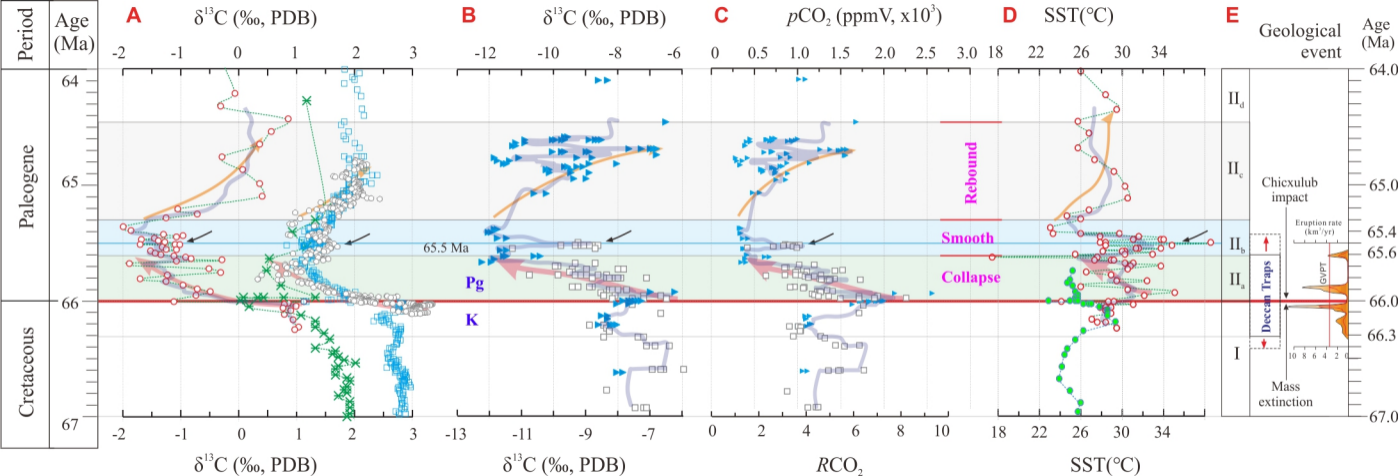 Period
Age
(Ma)
A
δ¹³C (‰, PDB)
B
δ¹³C (‰, PDB)
C
pCO₂ (ppmV, x10³)
D
SST(℃)
E
Geological
event
Age
(Ma)
-2 -1 0 1 2 3
-12 -10 -8 -6
0 0.5 1.0 1.5 2.0 2.5 3.0
18 22 26 30 34
Paleogene
Cretaceous
64
65
66
67
65.5 Ma
Pg
K
Rebound
Smooth
Collapse
II d
II c
II b
II a
I
Chicxulub
impact
Eruption rate
(km³/yr)
GVPT
Deccan Traps
10 8 6 4 2 0
Mass
extinction
64.0
65.0
65.4
65.6
66.0
66.3
67.0
-2 -1 0 1 2 3
-13 -11 -9 -7
0 2 4 6 8 10
18 22 26 30 34
δ¹³C (‰, PDB)
δ¹³C (‰, PDB)
RCO₂
SST(℃)